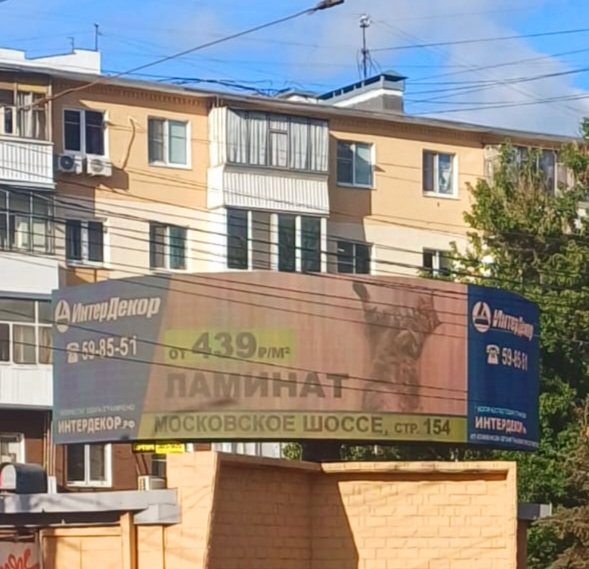 ИнтерДекор
59-85-51
ИНТЕРДЕКОР.РФ
ОТ 439 ₽/М²
ЛАМИНАТ
МОСКОВСКОЕ ШОССЕ, СТР. 154
ИнтерДекор
59-85-51
ИНТЕРДЕКОР